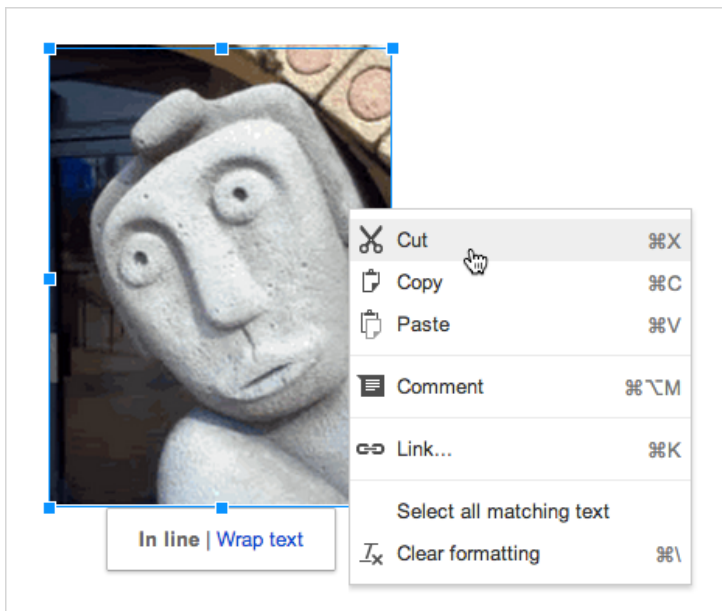 Cut ⌘X
Copy ⌘C
Paste ⌘V
Comment ⌘⌥M
Link... ⌘K
Select all matching text
Clear formatting ⌘\
In line | Wrap text